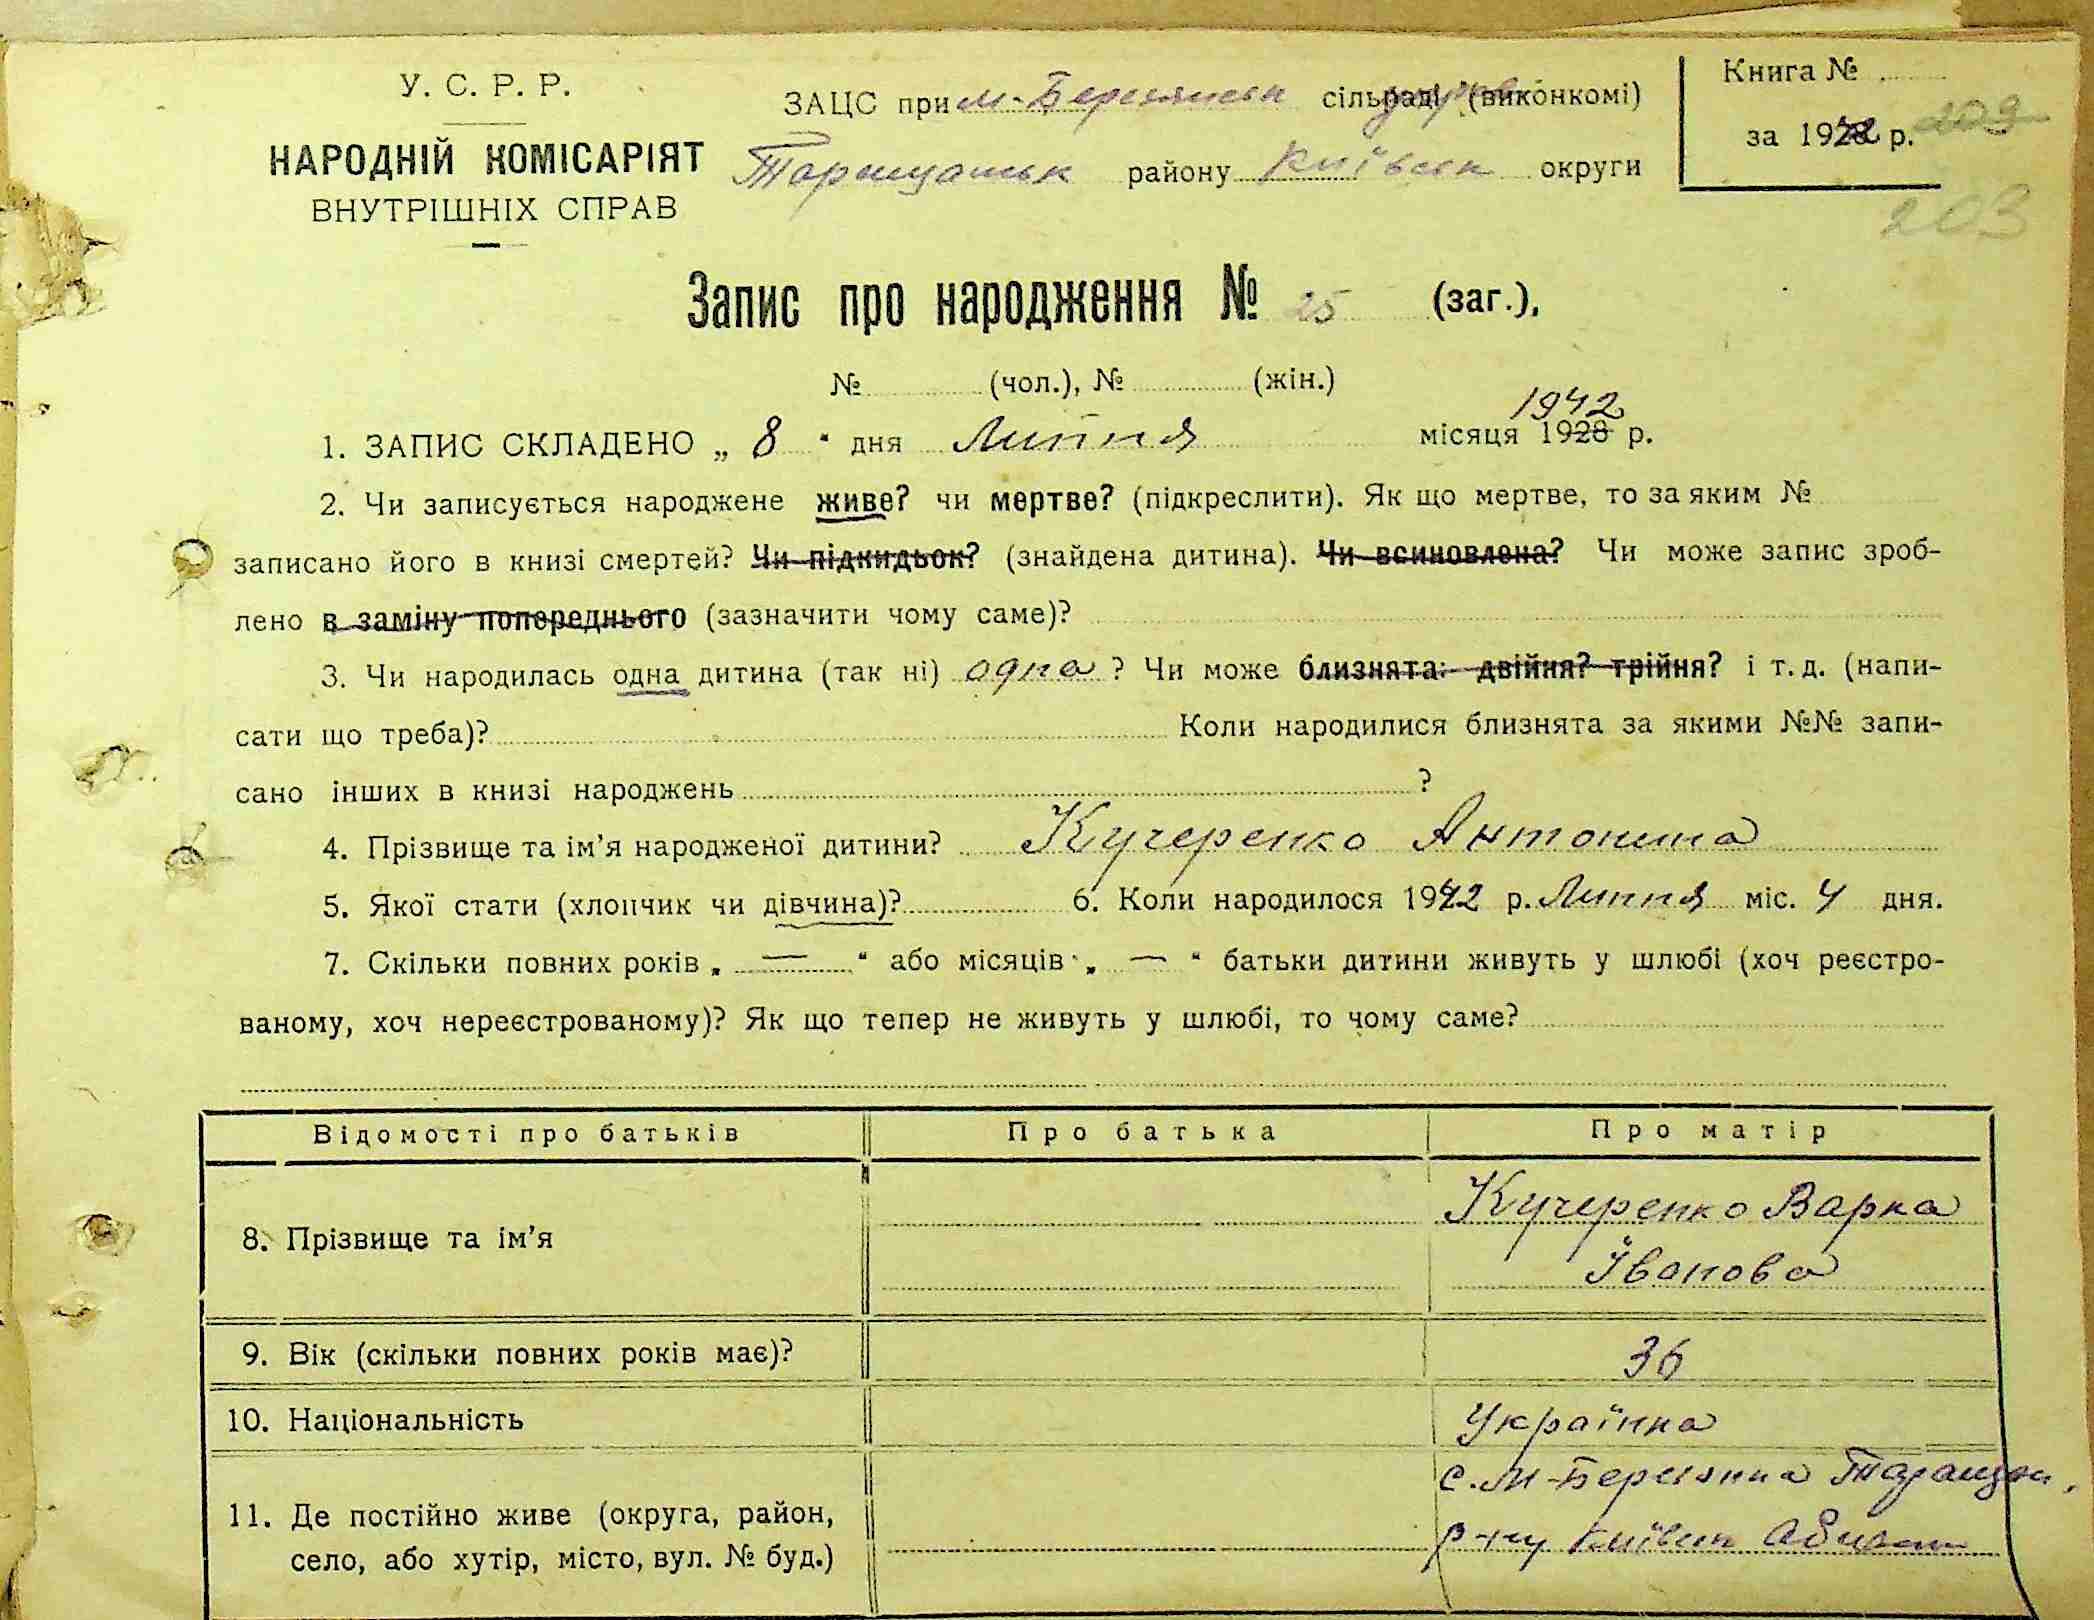 У. С. Р. Р.
НАРОДНІЙ КОМІСАРІЯТ
ВНУТРІШНІХ СПРАВ
ЗАЦС при М-Березянськ сільраді (виконкомі)
Таращанськ району Київськ округи
Книга №
за 1942 р.
209
203
Запис про народження № 25 (заг.),
№ (чол.), № (жін.)
1942
1. ЗАПИС СКЛАДЕНО „ 8 “ дня Липня місяця 1928 р.
2. Чи записується народжене живе? чи мертве? (підкреслити). Як що мертве, то за яким №
записано його в книзі смертей? Чи підкидьок? (знайдена дитина). Чи всиновлена? Чи може запис зроб-
лено в заміну попереднього (зазначити чому саме)?
3. Чи народилась одна дитина (так ні) одна ? Чи може близнята: двійня? трійня? і т. д. (напи-
сати що треба)? Коли народилися близнята за якими №№ запи-
сано інших в книзі народжень ?
4. Прізвище та ім’я народженої дитини? Кучеренко Антонина
5. Якої стати (хлопчик чи дівчина)? 6. Коли народилося 1942 р. Липня міс. 4 дня.
7. Скільки повних років „ — “ або місяців „ — “ батьки дитини живуть у шлюбі (хоч реєстро-
ваному, хоч нереєстрованому)? Як що тепер не живуть у шлюбі, то чому саме?
Відомості про батьків Про батька Про матір
8. Прізвище та ім’я Кучеренко Варка
Іванова
9. Вік (скільки повних років має)? 36
10. Національність Українка
11. Де постійно живе (округа, район,
село, або хутір, місто, вул. № буд.)
с. М-Березянка Таращан.
р-ну Київськ